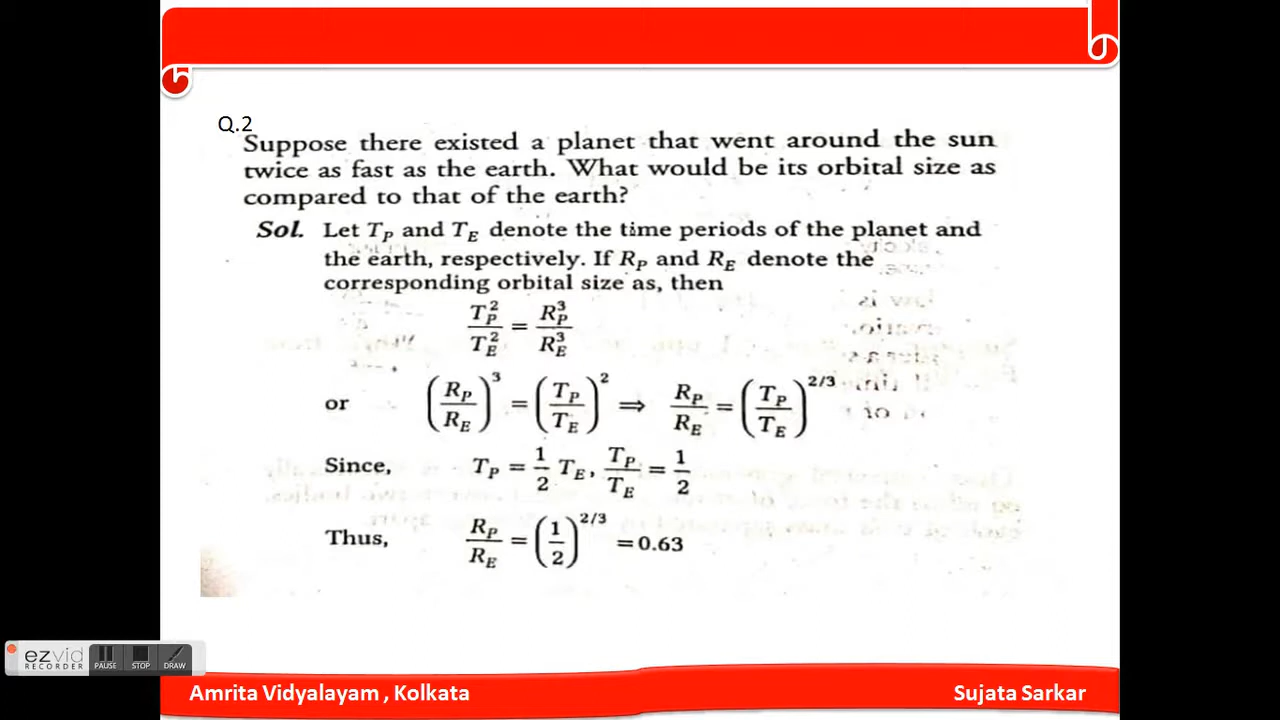 Q.2
Suppose there existed a planet that went around the sun
twice as fast as the earth. What would be its orbital size as
compared to that of the earth?
Sol. Let T_P and T_E denote the time periods of the planet and
the earth, respectively. If R_P and R_E denote the
corresponding orbital size as, then
T_P^2/T_E^2 = R_P^3/R_E^3
or (R_P/R_E)^3 = (T_P/T_E)^2 ⇒ R_P/R_E = (T_P/T_E)^2/3
Since, T_P = 1/2 T_E, T_P/T_E = 1/2
Thus, R_P/R_E = (1/2)^2/3 = 0.63
ezvid
RECORDER
PAUSE STOP DRAW
Amrita Vidyalayam , Kolkata
Sujata Sarkar